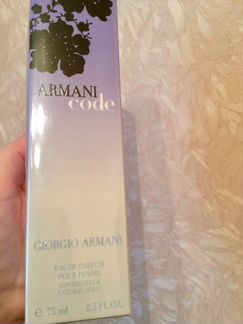 ARMANI
code
GIORGIO ARMANI
EAU DE PARFUM
POUR FEMME
VAPORISATEUR
NATURAL SPRAY
e 75 ml 2.5 FL.OZ.